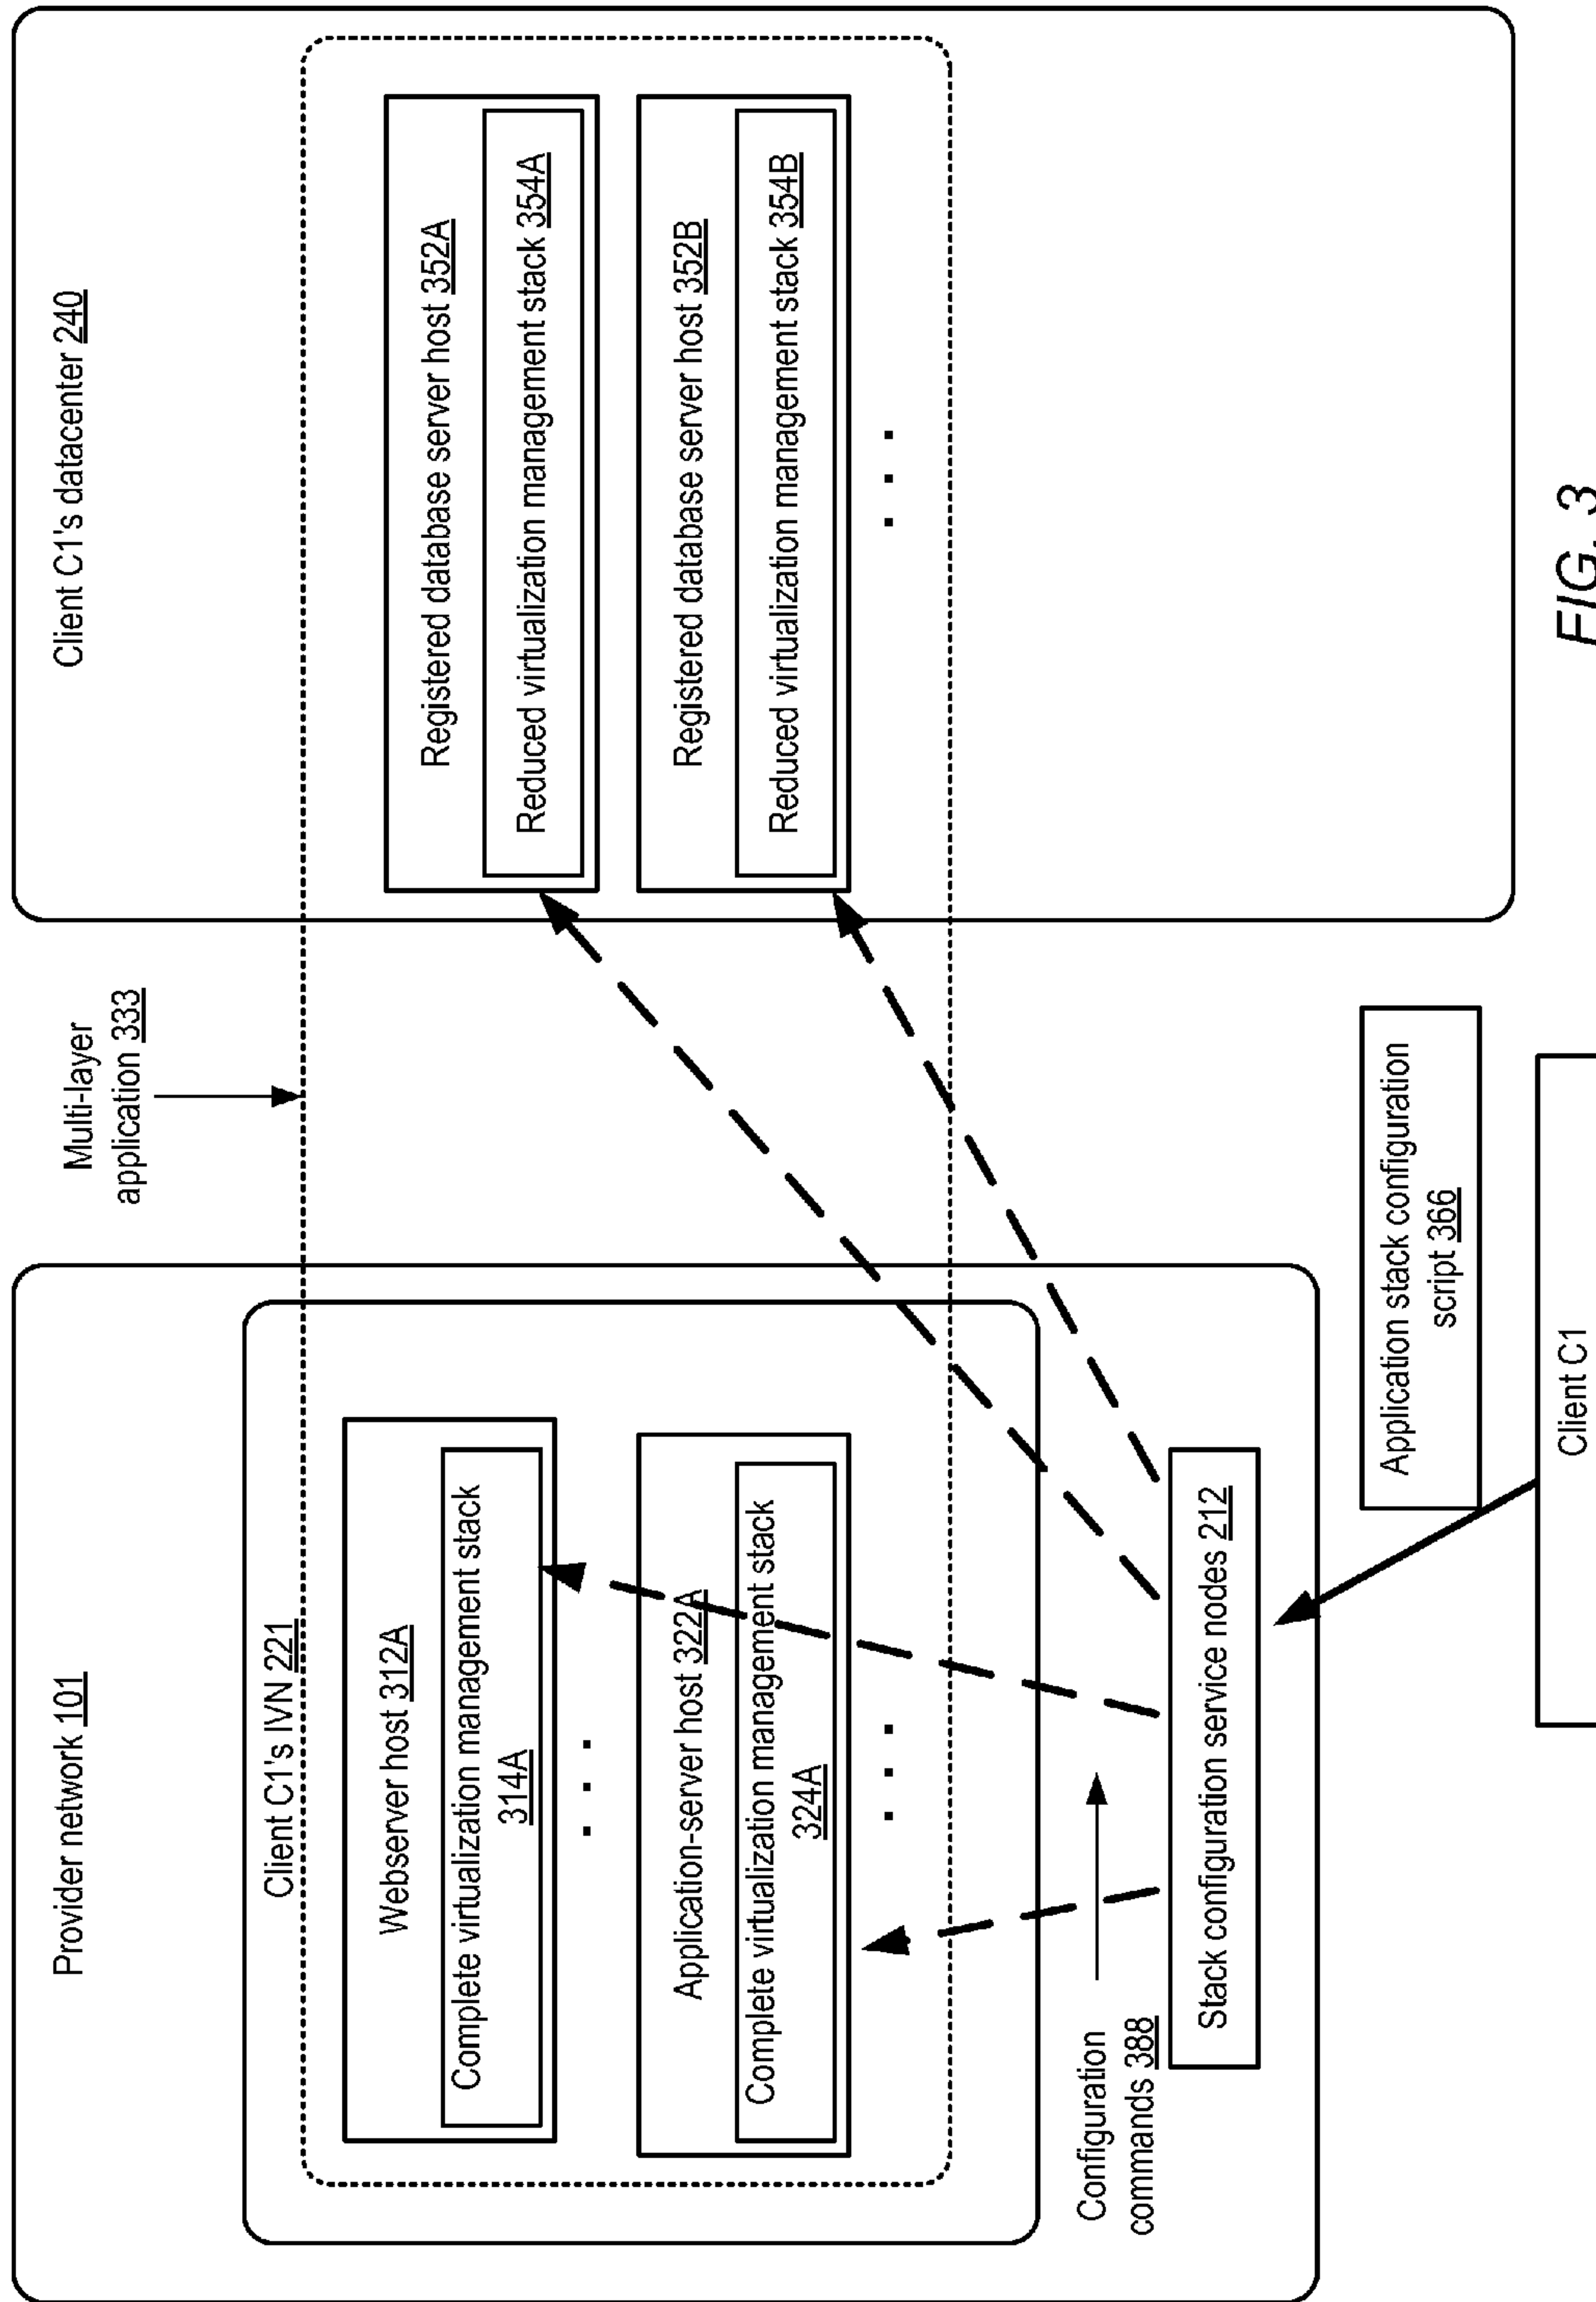 Provider network 101
Client C1's IVN 221
Webserver host 312A
Complete virtualization management stack
314A
. . .
Application-server host 322A
Complete virtualization management stack
324A
. . .
Configuration
commands 388
Stack configuration service nodes 212
Multi-layer
application 333
Client C1's datacenter 240
Registered database server host 352A
Reduced virtualization management stack 354A
Registered database server host 352B
Reduced virtualization management stack 354B
. . .
Application stack configuration
script 366
Client C1
FIG. 3